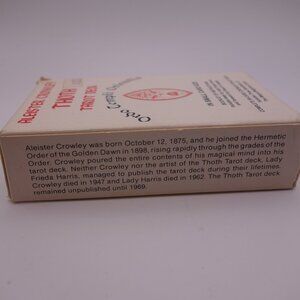 ALEISTER CROWLEY
THOTH
TAROT DECK
Ordo Templi Orientis
Aleister Crowley was born October 12, 1875, and he joined the Hermetic
Order of the Golden Dawn in 1898, rising rapidly through the grades of the
Order. Crowley poured the entire contents of his magical mind into his
tarot deck. Neither Crowley nor the artist of the Thoth Tarot deck, Lady
Frieda Harris, managed to publish the tarot deck during their lifetimes.
Crowley died in 1947 and Lady Harris died in 1962. The Thoth Tarot deck
remained unpublished until 1969.